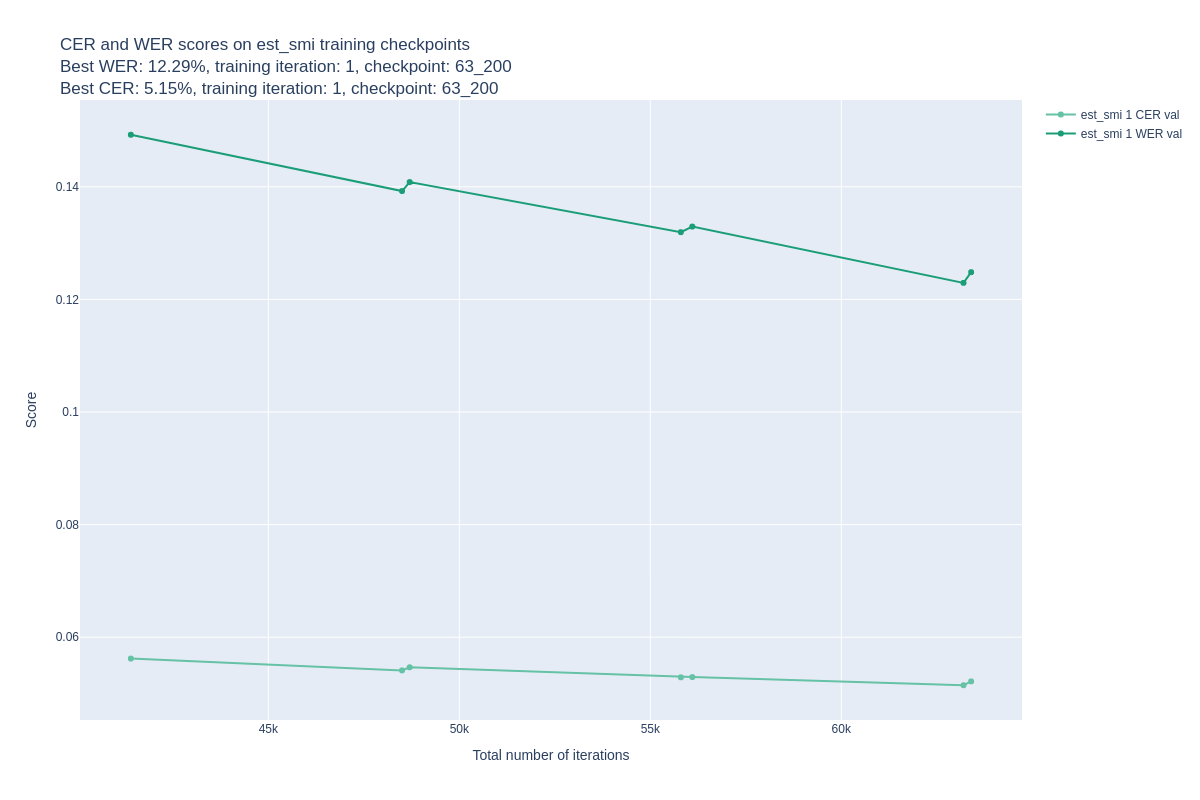 CER and WER scores on est_smi training checkpoints
Best WER: 12.29%, training iteration: 1, checkpoint: 63_200
Best CER: 5.15%, training iteration: 1, checkpoint: 63_200
est_smi 1 CER val
est_smi 1 WER val
0.14
0.12
0.1
0.08
0.06
Score
45k
50k
55k
60k
Total number of iterations